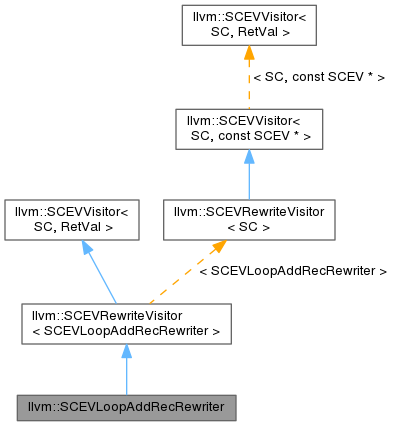 llvm::SCEVVisitor<
SC, RetVal >
< SC, const SCEV * >
llvm::SCEVVisitor<
SC, const SCEV * >
llvm::SCEVVisitor<
SC, RetVal >
llvm::SCEVRewriteVisitor
< SC >
< SCEVLoopAddRecRewriter >
llvm::SCEVRewriteVisitor
< SCEVLoopAddRecRewriter >
llvm::SCEVLoopAddRecRewriter